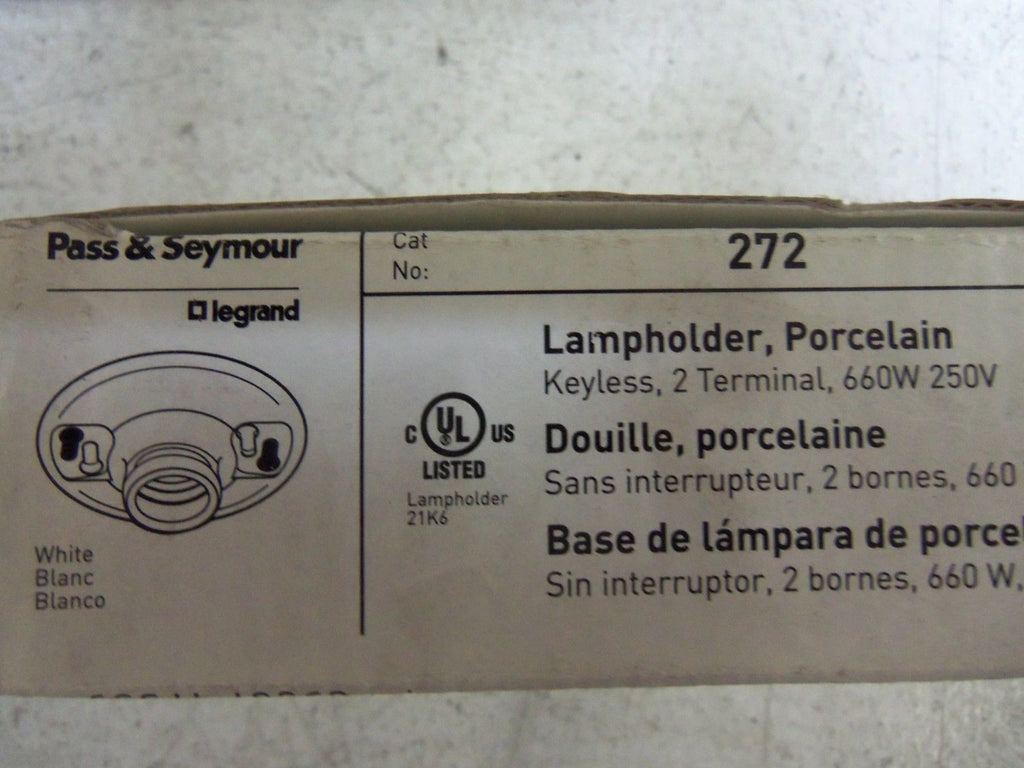 Pass & Seymour
legrand
Cat
No:
272
Lampholder, Porcelain
Keyless, 2 Terminal, 660W 250V
C UL US
LISTED
Lampholder
21K6
Douille, porcelaine
Sans interrupteur, 2 bornes, 660
Base de lámpara de porcel
Sin interruptor, 2 bornes, 660 W,
White
Blanc
Blanco